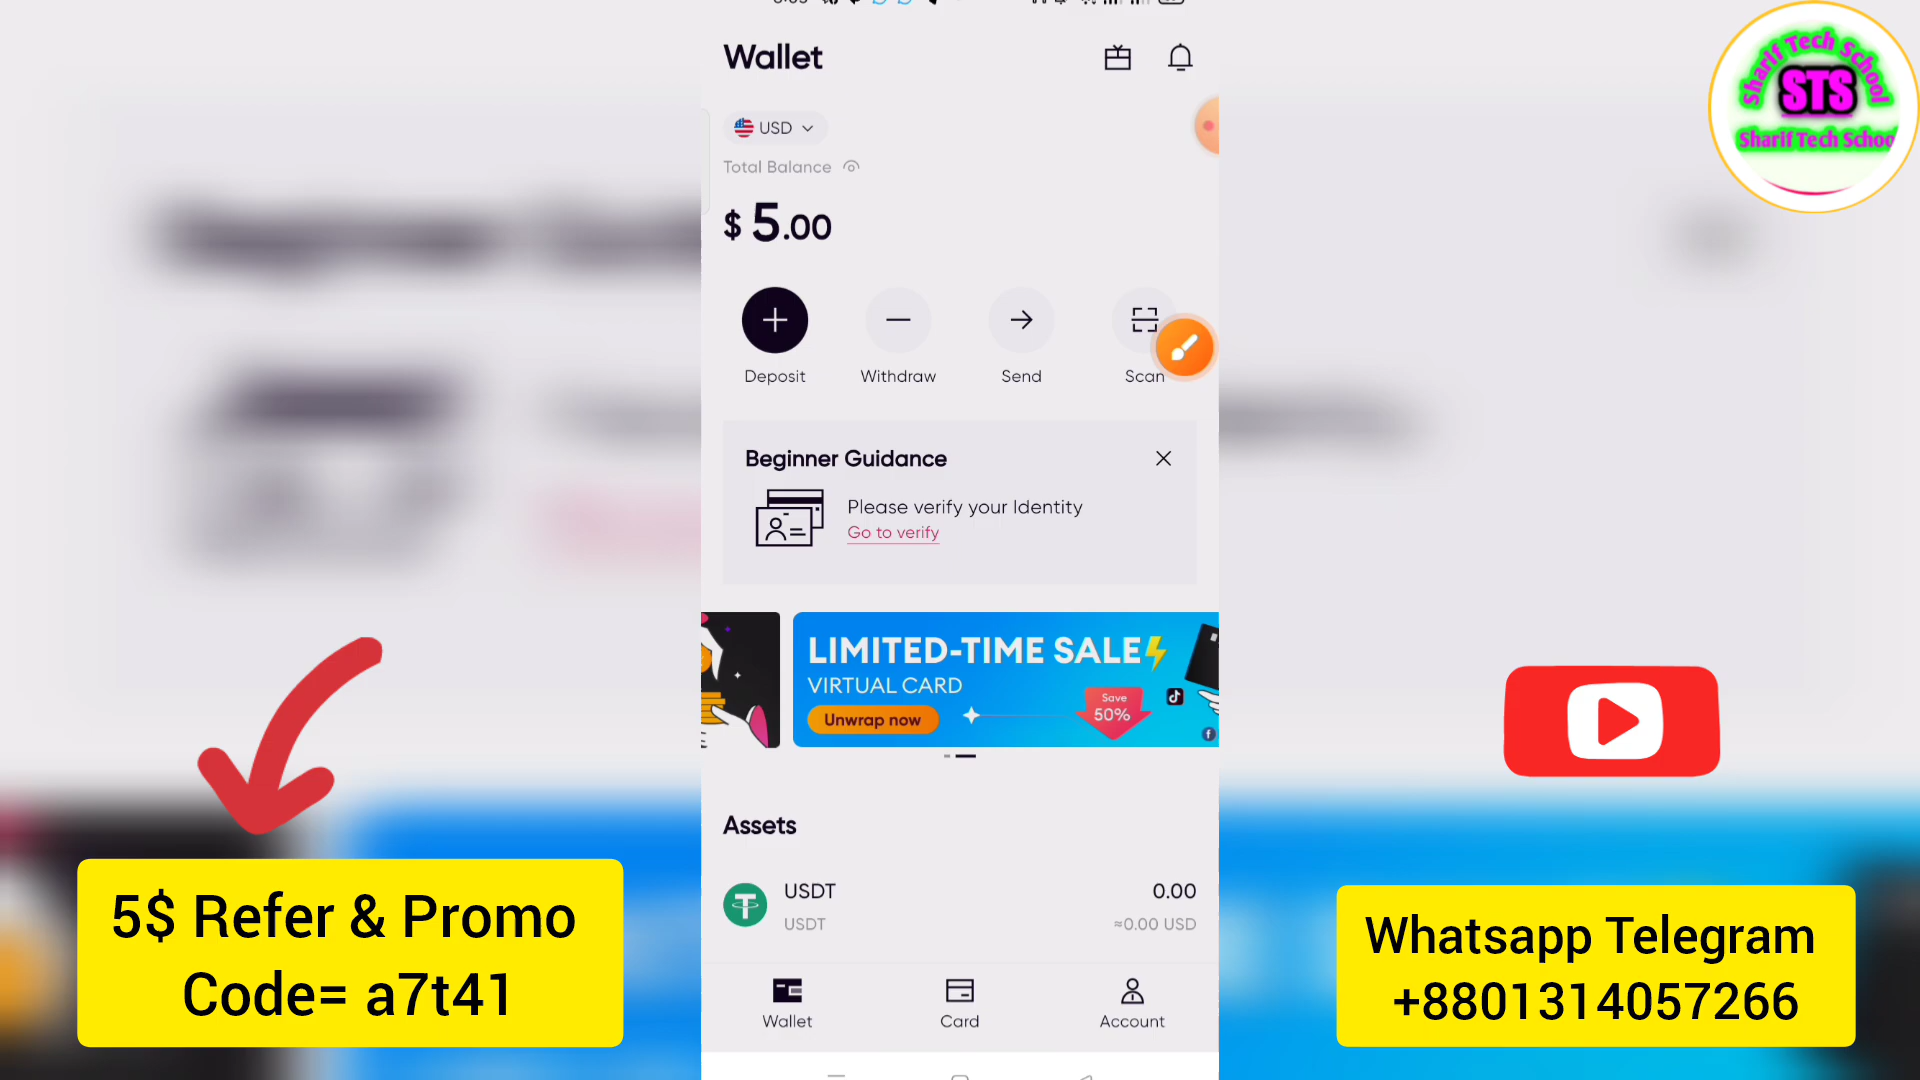 Wallet
USD
Total Balance
$ 5.00
Deposit
Withdraw
Send
Scan
Beginner Guidance
Please verify your Identity
Go to verify
LIMITED-TIME SALE
VIRTUAL CARD
Unwrap now
Save
50%
Assets
USDT
0.00
USDT
≈0.00 USD
Wallet
Card
Account
Sharif Tech School
STS
Sharif Tech Schoo
5$ Refer & Promo
Code= a7t41
Whatsapp Telegram
+8801314057266